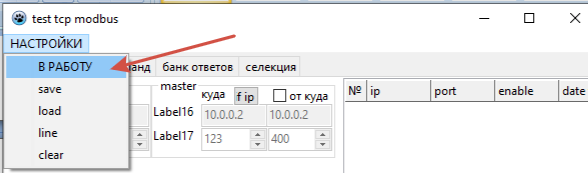 test tcp modbus
НАСТРОЙКИ
В РАБОТУ
save
load
line
clear
анд банк ответов селекция
master
куда f ip от куда
Label16 10.0.0.2 10.0.0.2
Label17 123 400
№ ip port enable date